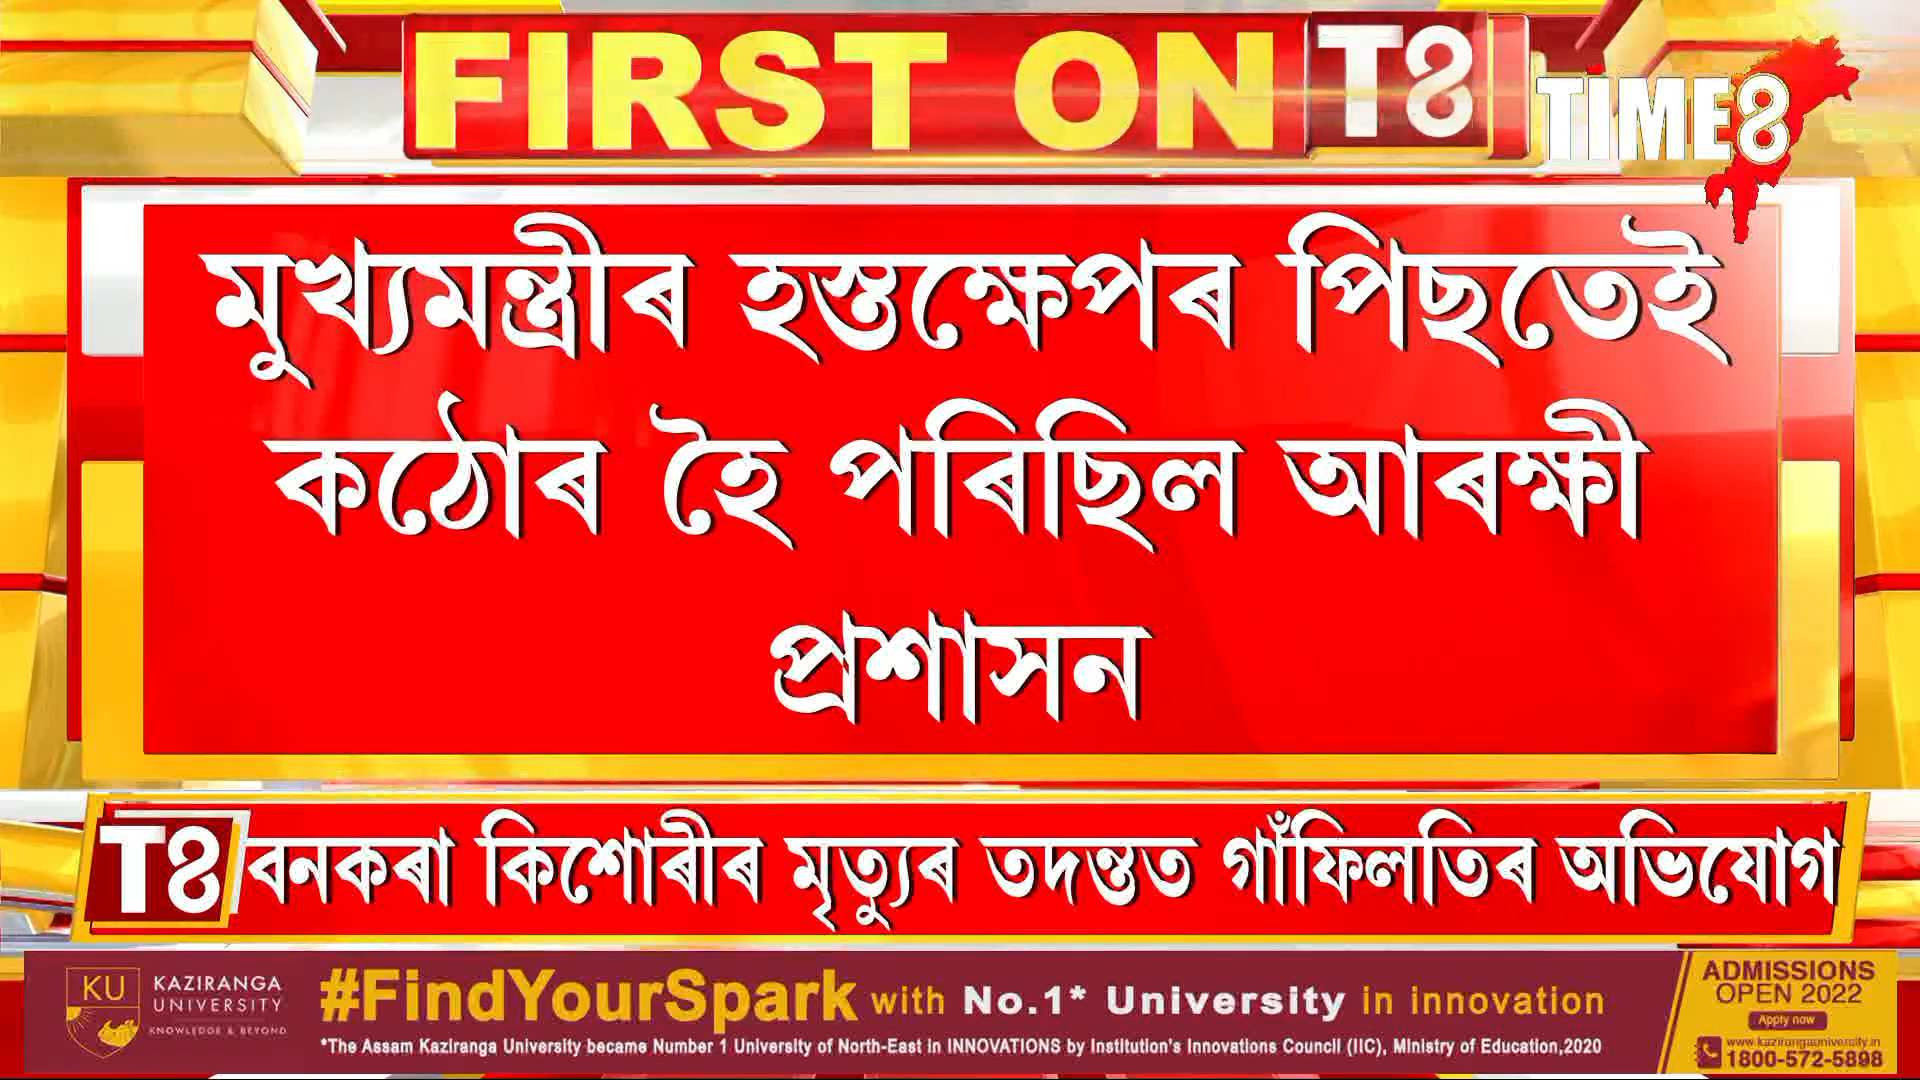 FIRST ON T8
TIME8
মুখ্যমন্ত্ৰীৰ হস্তক্ষেপৰ পিছতেই
কঠোৰ হৈ পৰিছিল আৰক্ষী
প্ৰশাসন
T8 বনকৰা কিশোৰীৰ মৃত্যুৰ তদন্তত গাঁফিলতিৰ অভিযোগ
KU KAZIRANGA UNIVERSITY
KNOWLEDGE & BEYOND
#FindYourSpark with No.1* University in innovation
*The Assam Kaziranga University became Number 1 University of North-East in INNOVATIONS by Institution's Innovations Council (IIC), Ministry of Education,2020
ADMISSIONS
OPEN 2022
Apply now
www.kazirangauniversity.in
1800-572-5898